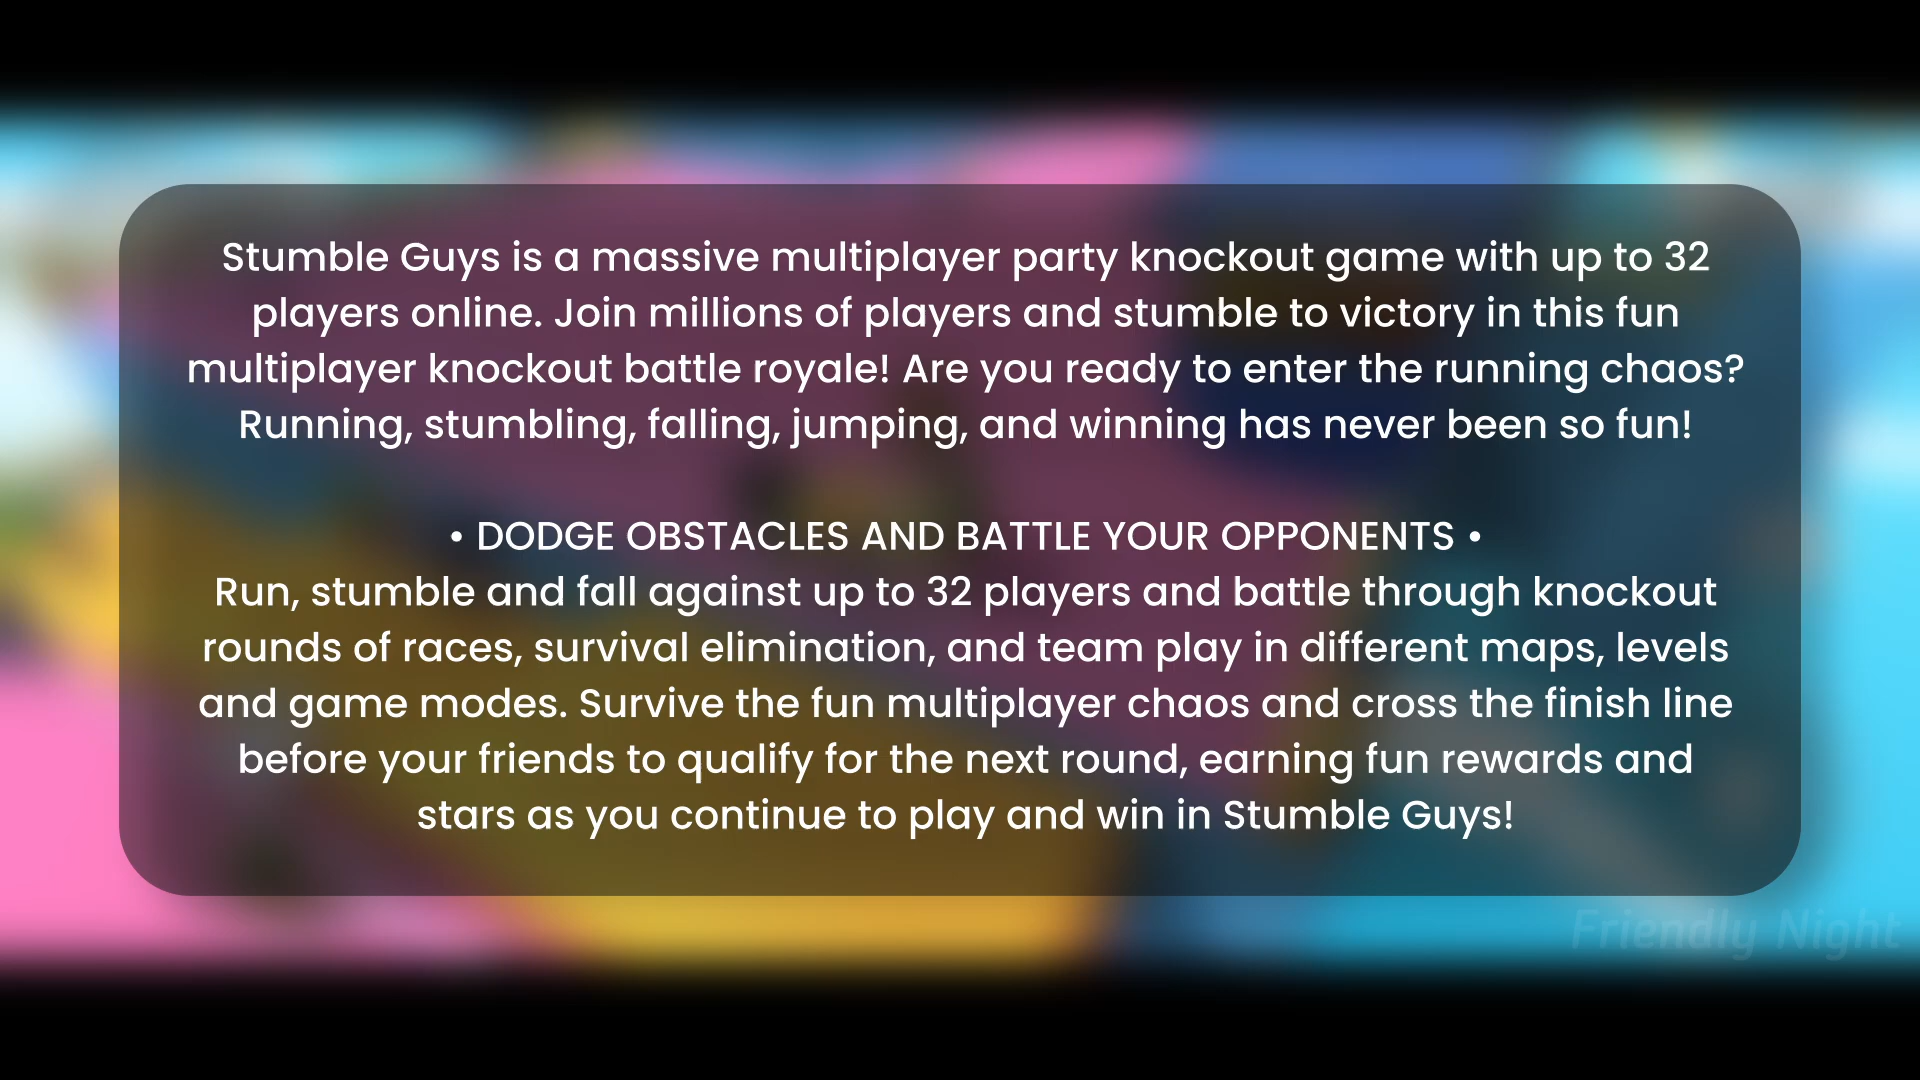 Stumble Guys is a massive multiplayer party knockout game with up to 32
players online. Join millions of players and stumble to victory in this fun
multiplayer knockout battle royale! Are you ready to enter the running chaos?
Running, stumbling, falling, jumping, and winning has never been so fun!
• DODGE OBSTACLES AND BATTLE YOUR OPPONENTS •
Run, stumble and fall against up to 32 players and battle through knockout
rounds of races, survival elimination, and team play in different maps, levels
and game modes. Survive the fun multiplayer chaos and cross the finish line
before your friends to qualify for the next round, earning fun rewards and
stars as you continue to play and win in Stumble Guys!
Friendly Night